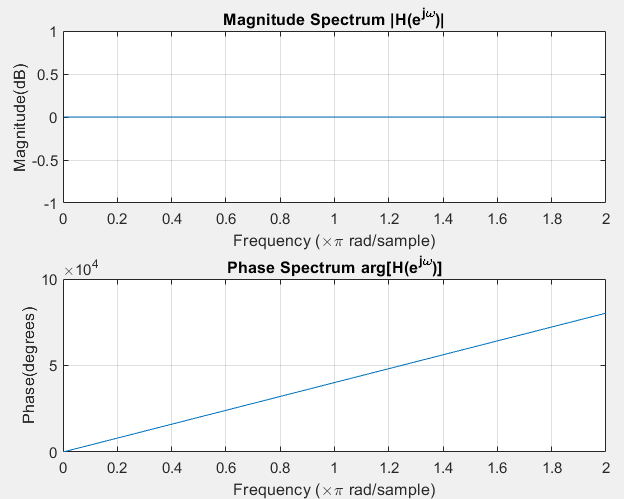 Magnitude Spectrum |H(e^jω)|
1
0.5
0
-0.5
-1
Magnitude(dB)
0 0.2 0.4 0.6 0.8 1 1.2 1.4 1.6 1.8 2
Frequency (×π rad/sample)
×10^4
Phase Spectrum arg[H(e^jω)]
10
5
0
Phase(degrees)
0 0.2 0.4 0.6 0.8 1 1.2 1.4 1.6 1.8 2
Frequency (×π rad/sample)